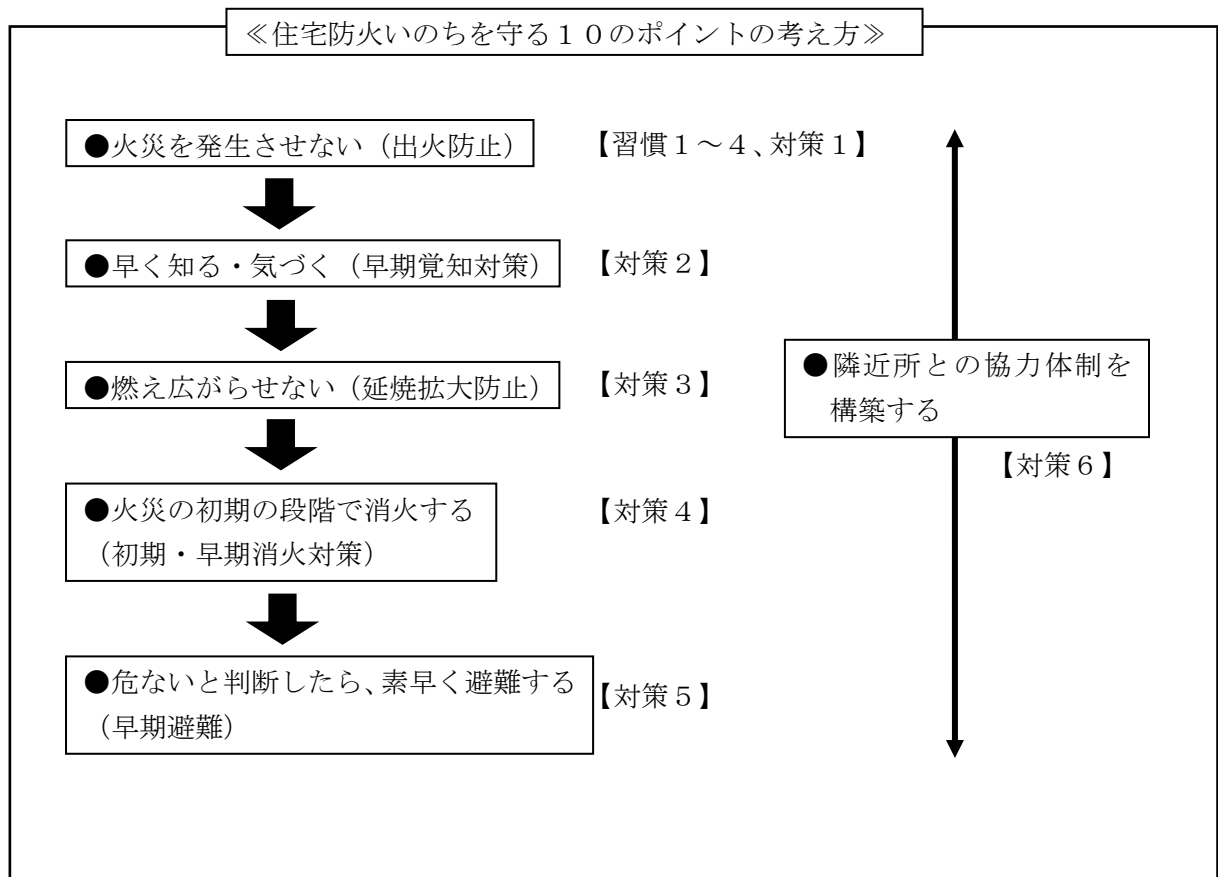 ≪住宅防火いのちを守る１０のポイントの考え方≫
●火災を発生させない（出火防止）
【習慣１～４、対策１】
●早く知る・気づく（早期覚知対策）
【対策２】
●燃え広がらせない（延焼拡大防止）
【対策３】
●火災の初期の段階で消火する
（初期・早期消火対策）
【対策４】
●危ないと判断したら、素早く避難する
（早期避難）
【対策５】
●隣近所との協力体制を
構築する
【対策６】